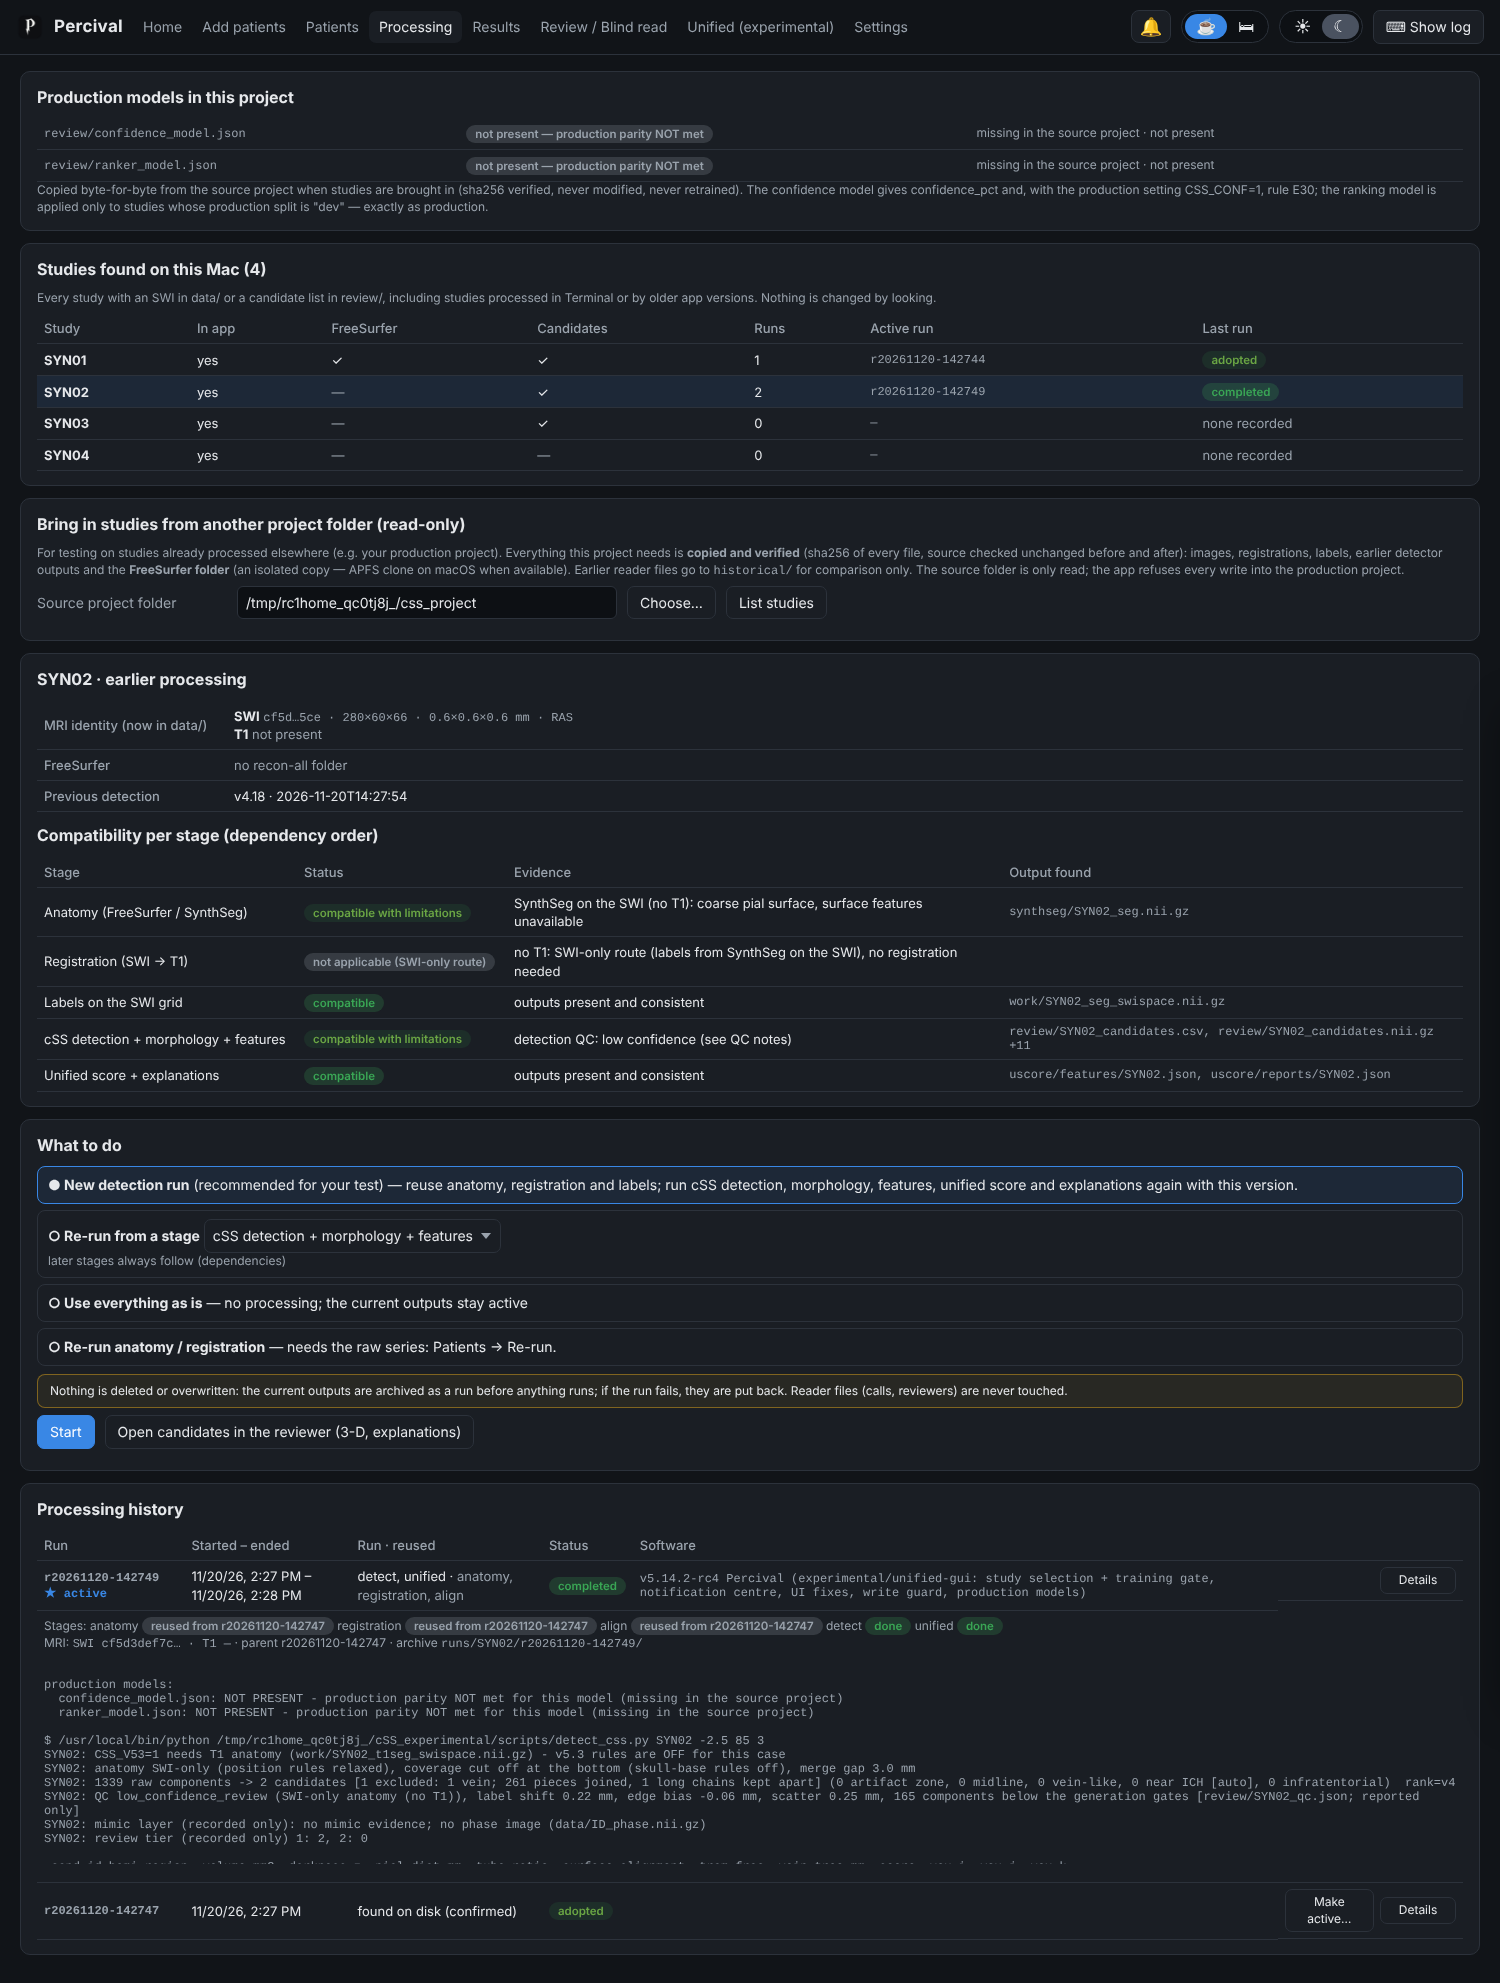 Percival Home Add patients Patients Processing Results Review / Blind read Unified (experimental) Settings Show log
Production models in this project
review/confidence_model.json not present — production parity NOT met missing in the source project · not present
review/ranker_model.json not present — production parity NOT met missing in the source project · not present
Copied byte-for-byte from the source project when studies are brought in (sha256 verified, never modified, never retrained). The confidence model gives confidence_pct and, with the production setting CSS_CONF=1, rule E30; the ranking model is
applied only to studies whose production split is "dev" — exactly as production.
Studies found on this Mac (4)
Every study with an SWI in data/ or a candidate list in review/, including studies processed in Terminal or by older app versions. Nothing is changed by looking.
Study In app FreeSurfer Candidates Runs Active run Last run
SYN01 yes ✓ ✓ 1 r20261120-142744 adopted
SYN02 yes — ✓ 2 r20261120-142749 completed
SYN03 yes — ✓ 0 — none recorded
SYN04 yes — — 0 — none recorded
Bring in studies from another project folder (read-only)
For testing on studies already processed elsewhere (e.g. your production project). Everything this project needs is copied and verified (sha256 of every file, source checked unchanged before and after): images, registrations, labels, earlier detector
outputs and the FreeSurfer folder (an isolated copy — APFS clone on macOS when available). Earlier reader files go to historical/ for comparison only. The source folder is only read; the app refuses every write into the production project.
Source project folder /tmp/rc1home_qc0tj8j_/css_project Choose... List studies
SYN02 · earlier processing
MRI identity (now in data/) SWI cf5d…5ce · 280×60×66 · 0.6×0.6×0.6 mm · RAS
T1 not present
FreeSurfer no recon-all folder
Previous detection v4.18 · 2026-11-20T14:27:54
Compatibility per stage (dependency order)
Stage Status Evidence Output found
Anatomy (FreeSurfer / SynthSeg) compatible with limitations SynthSeg on the SWI (no T1): coarse pial surface, surface features
unavailable synthseg/SYN02_seg.nii.gz
Registration (SWI → T1) not applicable (SWI-only route) no T1: SWI-only route (labels from SynthSeg on the SWI), no registration
needed
Labels on the SWI grid compatible outputs present and consistent work/SYN02_seg_swispace.nii.gz
cSS detection + morphology + features compatible with limitations detection QC: low confidence (see QC notes) review/SYN02_candidates.csv, review/SYN02_candidates.nii.gz
+11
Unified score + explanations compatible outputs present and consistent uscore/features/SYN02.json, uscore/reports/SYN02.json
What to do
New detection run (recommended for your test) — reuse anatomy, registration and labels; run cSS detection, morphology, features, unified score and explanations again with this version.
Re-run from a stage cSS detection + morphology + features
later stages always follow (dependencies)
Use everything as is — no processing; the current outputs stay active
Re-run anatomy / registration — needs the raw series: Patients → Re-run.
Nothing is deleted or overwritten: the current outputs are archived as a run before anything runs; if the run fails, they are put back. Reader files (calls, reviewers) are never touched.
Start Open candidates in the reviewer (3-D, explanations)
Processing history
Run Started – ended Run · reused Status Software
r20261120-142749 11/20/26, 2:27 PM – detect, unified · anatomy, completed v5.14.2-rc4 Percival (experimental/unified-gui: study selection + training gate, Details
★ active 11/20/26, 2:28 PM registration, align notification centre, UI fixes, write guard, production models)
Stages: anatomy reused from r20261120-142747 registration reused from r20261120-142747 align reused from r20261120-142747 detect done unified done
MRI: SWI cf5d3def7c… · T1 — · parent r20261120-142747 · archive runs/SYN02/r20261120-142749/
production models:
confidence_model.json: NOT PRESENT - production parity NOT met for this model (missing in the source project)
ranker_model.json: NOT PRESENT - production parity NOT met for this model (missing in the source project)
$ /usr/local/bin/python /tmp/rc1home_qc0tj8j_/cSS_experimental/scripts/detect_css.py SYN02 -2.5 85 3
SYN02: CSS_V53=1 needs T1 anatomy (work/SYN02_t1seg_swispace.nii.gz) - v5.3 rules are OFF for this case
SYN02: anatomy SWI-only (position rules relaxed), coverage cut off at the bottom (skull-base rules off), merge gap 3.0 mm
SYN02: 1339 raw components -> 2 candidates [1 excluded: 1 vein; 261 pieces joined, 1 long chains kept apart] (0 artifact zone, 0 midline, 0 vein-like, 0 near ICH [auto], 0 infratentorial) rank=v4
SYN02: QC low_confidence_review (SWI-only anatomy (no T1)), label shift 0.22 mm, edge bias -0.06 mm, scatter 0.25 mm, 165 components below the generation gates [review/SYN02_qc.json; reported
only]
SYN02: mimic layer (recorded only): no mimic evidence; no phase image (data/ID_phase.nii.gz)
SYN02: review tier (recorded only) 1: 2, 2: 0
r20261120-142747 11/20/26, 2:27 PM found on disk (confirmed) adopted Make
active... Details